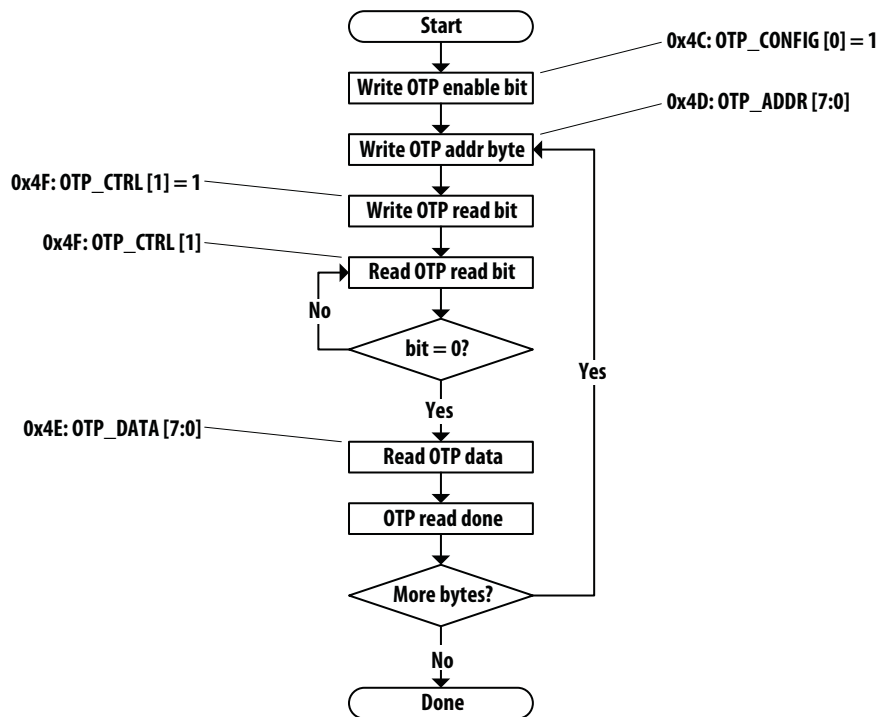 Start
0x4C: OTP_CONFIG [0] = 1
Write OTP enable bit
0x4D: OTP_ADDR [7:0]
Write OTP addr byte
0x4F: OTP_CTRL [1] = 1
Write OTP read bit
0x4F: OTP_CTRL [1]
Read OTP read bit
No
bit = 0?
Yes
Yes
0x4E: OTP_DATA [7:0]
Read OTP data
OTP read done
More bytes?
No
Done